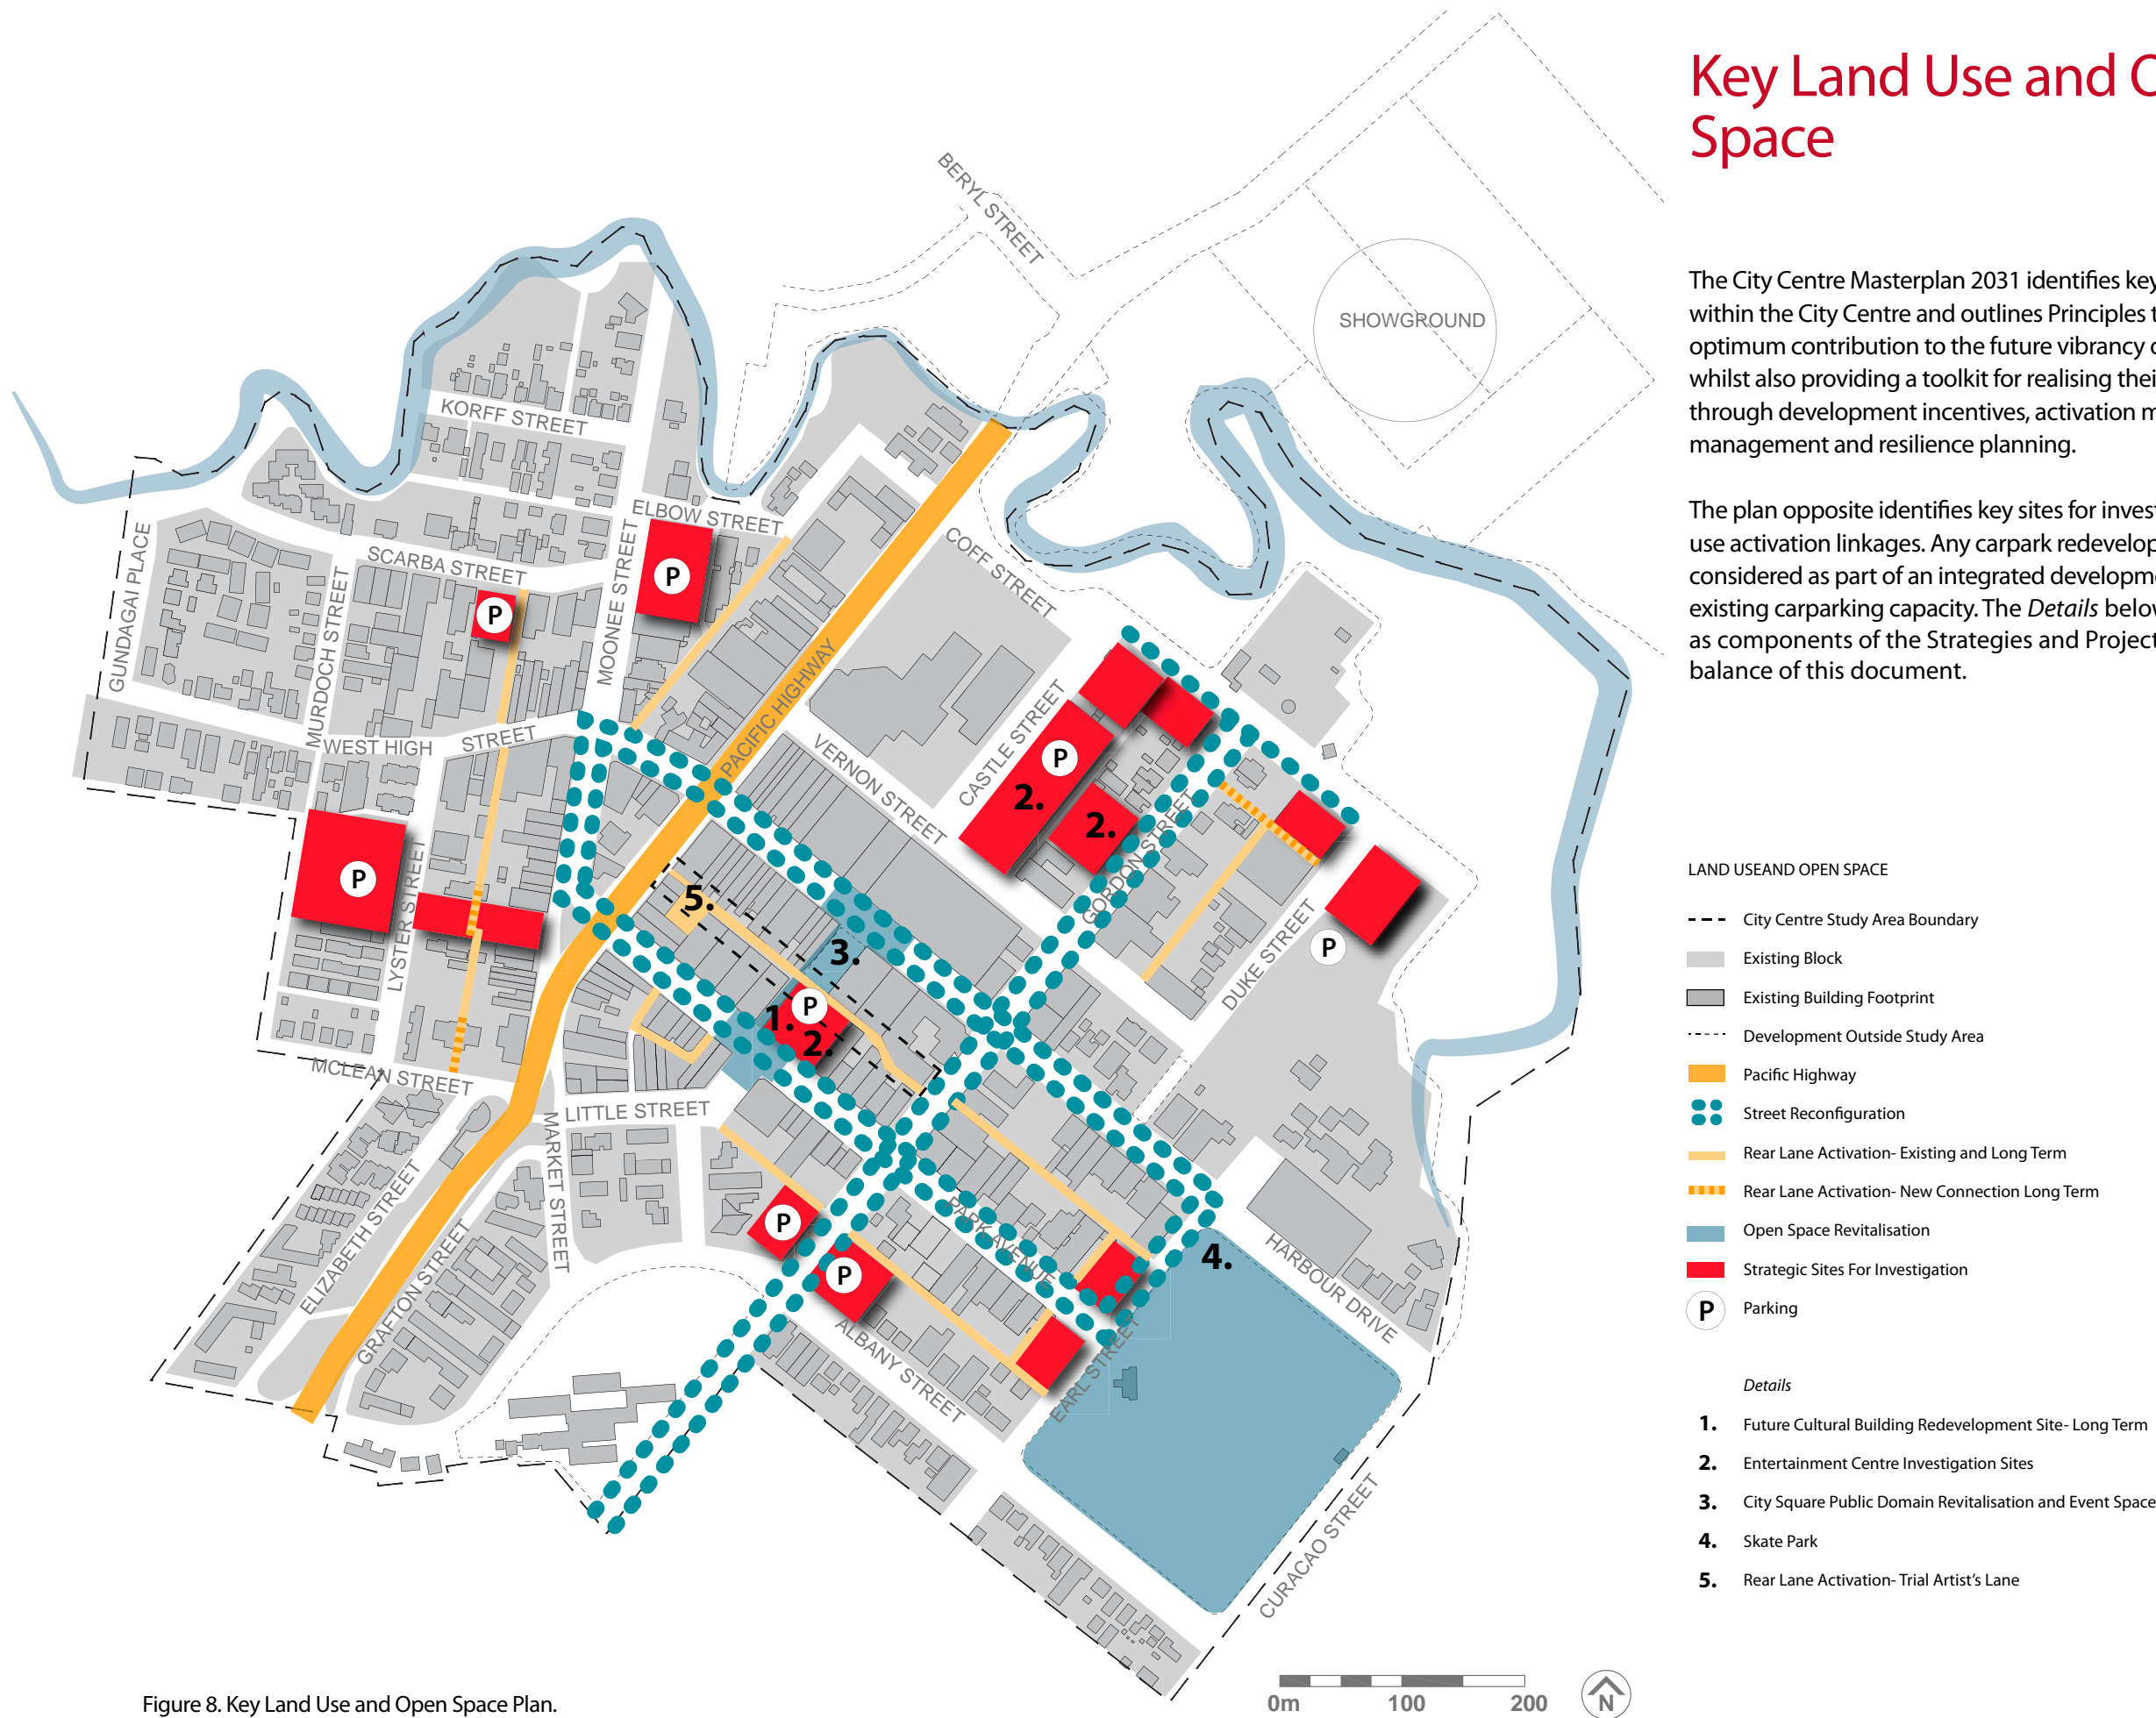 Key Land Use and O
Space
The City Centre Masterplan 2031 identifies key
within the City Centre and outlines Principles t
optimum contribution to the future vibrancy o
whilst also providing a toolkit for realising thei
through development incentives, activation m
management and resilience planning.
The plan opposite identifies key sites for invest
use activation linkages. Any carpark redevelop
considered as part of an integrated developme
existing carparking capacity. The Details below
as components of the Strategies and Project
balance of this document.
LAND USEAND OPEN SPACE
City Centre Study Area Boundary
Existing Block
Existing Building Footprint
Development Outside Study Area
Pacific Highway
Street Reconfiguration
Rear Lane Activation- Existing and Long Term
Rear Lane Activation- New Connection Long Term
Open Space Revitalisation
Strategic Sites For Investigation
P Parking
Details
1. Future Cultural Building Redevelopment Site- Long Term
2. Entertainment Centre Investigation Sites
3. City Square Public Domain Revitalisation and Event Space
4. Skate Park
5. Rear Lane Activation- Trial Artist's Lane
BERYL STREET
SHOWGROUND
KORFF STREET
ELBOW STREET
SCARBA STREET
GUNDAGAI PLACE
MURDOCH STREET
MOONEE STREET
COFF STREET
PACIFIC HIGHWAY
WEST HIGH STREET
VERNON STREET
CASTLE STREET
GORDON STREET
LYSTER STREET
DUKE STREET
MCLEAN STREET
LITTLE STREET
MARKET STREET
ELIZABETH STREET
GRAFTON STREET
PARK AVENUE
ALBANY STREET
EARL STREET
HARBOUR DRIVE
CURACAO STREET
P
P
P
P
P
P
P
P
2.
2.
5.
3.
1.
2.
4.
0m 100 200
N
Figure 8. Key Land Use and Open Space Plan.